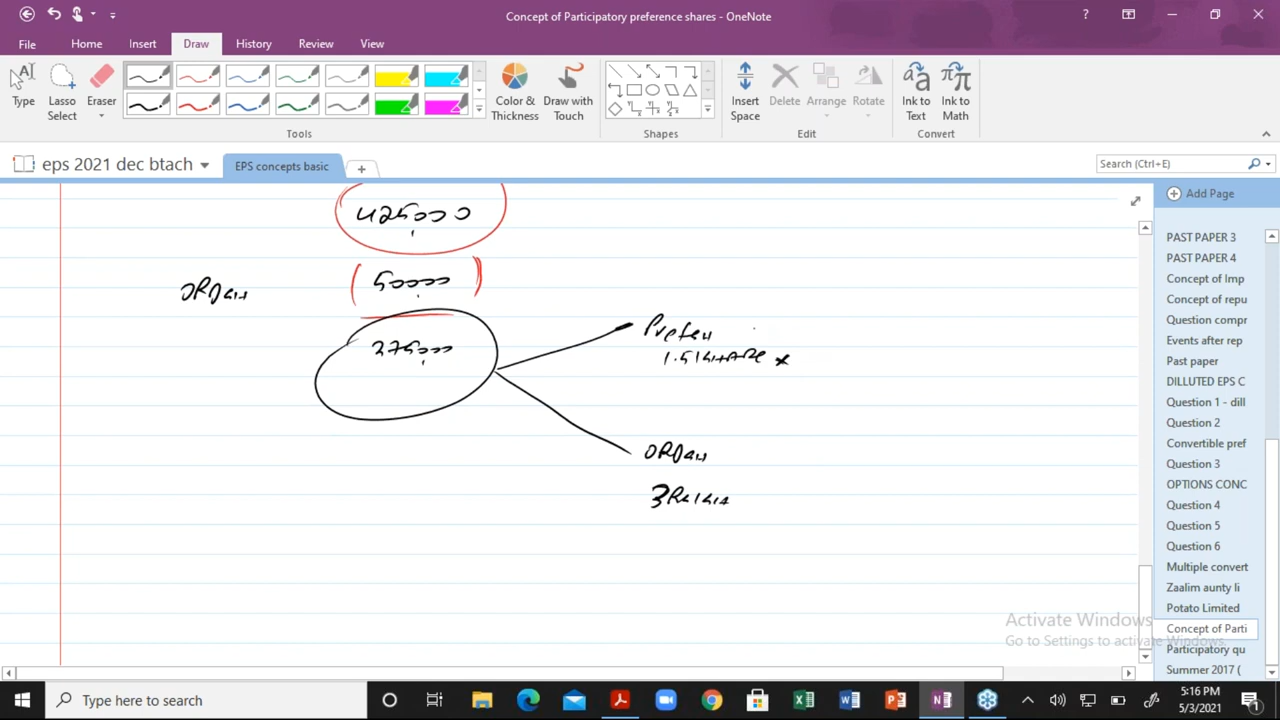 Concept of Participatory preference shares - OneNote
File Home Insert Draw History Review View
Type
Lasso Select
Eraser
Color & Thickness
Draw with Touch
Insert Space
Delete
Arrange
Rotate
Ink to Text
Ink to Math
Tools
Shapes
Edit
Convert
eps 2021 dec btach
EPS concepts basic
Search (Ctrl+E)
Add Page
425000
50000
375000
1.5
3
PAST PAPER 3
PAST PAPER 4
Concept of Imp
Concept of repu
Question compr
Events after rep
Past paper
DILLUTED EPS C
Question 1 - dill
Question 2
Convertible pref
Question 3
OPTIONS CONC
Question 4
Question 5
Question 6
Multiple convert
Zaalim aunty li
Potato Limited
Concept of Parti
Participatory qu
Summer 2017 (
Activate Windows
Go to Settings to activate Windows.
Type here to search
5:16 PM
5/3/2021